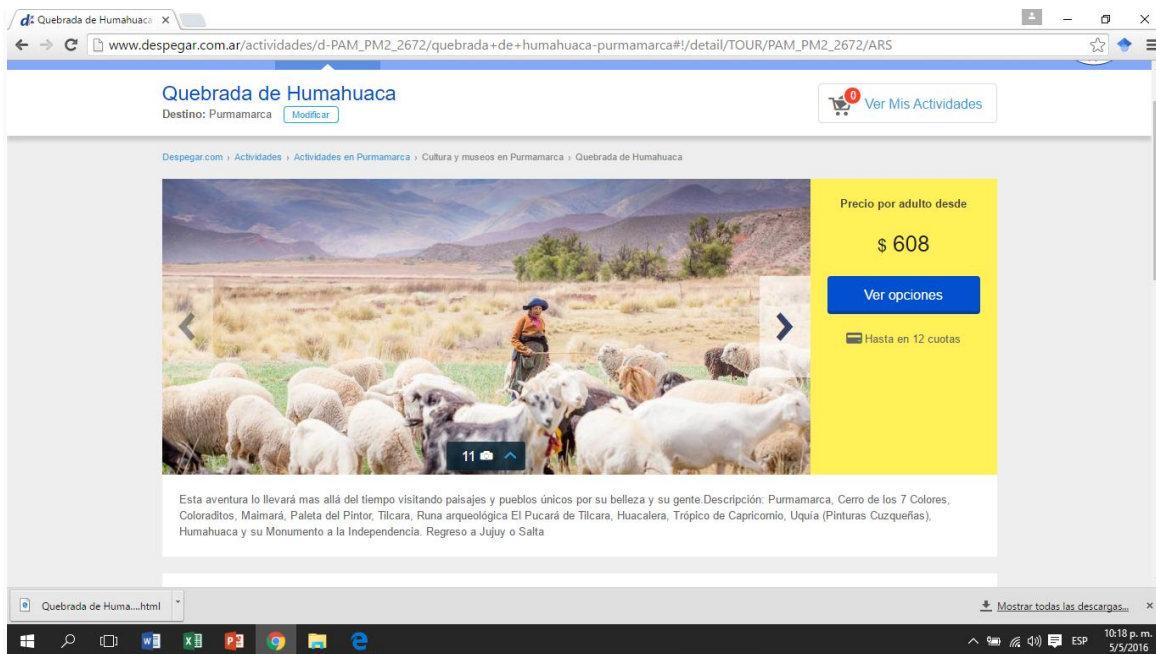 d: Quebrada de Humahuaca
www.despegar.com.ar/actividades/d-PAM_PM2_2672/quebrada+de+humahuaca-purmamarca#!/detail/TOUR/PAM_PM2_2672/ARS
Quebrada de Humahuaca
Destino: Purmamarca Modificar
0 Ver Mis Actividades
Despegar.com › Actividades › Actividades en Purmamarca › Cultura y museos en Purmamarca › Quebrada de Humahuaca
Precio por adulto desde
$ 608
Ver opciones
Hasta en 12 cuotas
11
Esta aventura lo llevará mas allá del tiempo visitando paisajes y pueblos únicos por su belleza y su gente.Descripción: Purmamarca, Cerro de los 7 Colores,
Coloraditos, Maimará, Paleta del Pintor, Tilcara, Runa arqueológica El Pucará de Tilcara, Huacalera, Trópico de Capricornio, Uquía (Pinturas Cuzqueñas),
Humahuaca y su Monumento a la Independencia. Regreso a Jujuy o Salta
Quebrada de Huma....html
Mostrar todas las descargas...
ESP
10:18 p. m.
5/5/2016